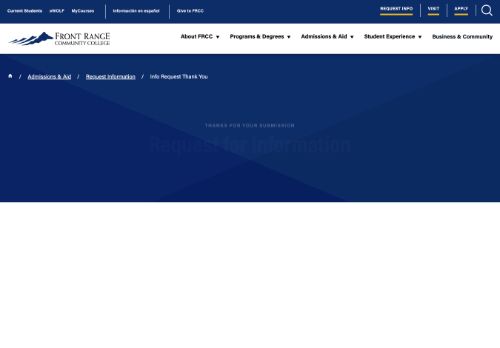 Current Students eWOLF MyCourses Información en español Give to FRCC REQUEST INFO VISIT APPLY
FRONT RANGE
COMMUNITY COLLEGE
About FRCC Programs & Degrees Admissions & Aid Student Experience Business & Community
/ Admissions & Aid / Request Information / Info Request Thank You
THANKS FOR YOUR SUBMISSION
Request for Information